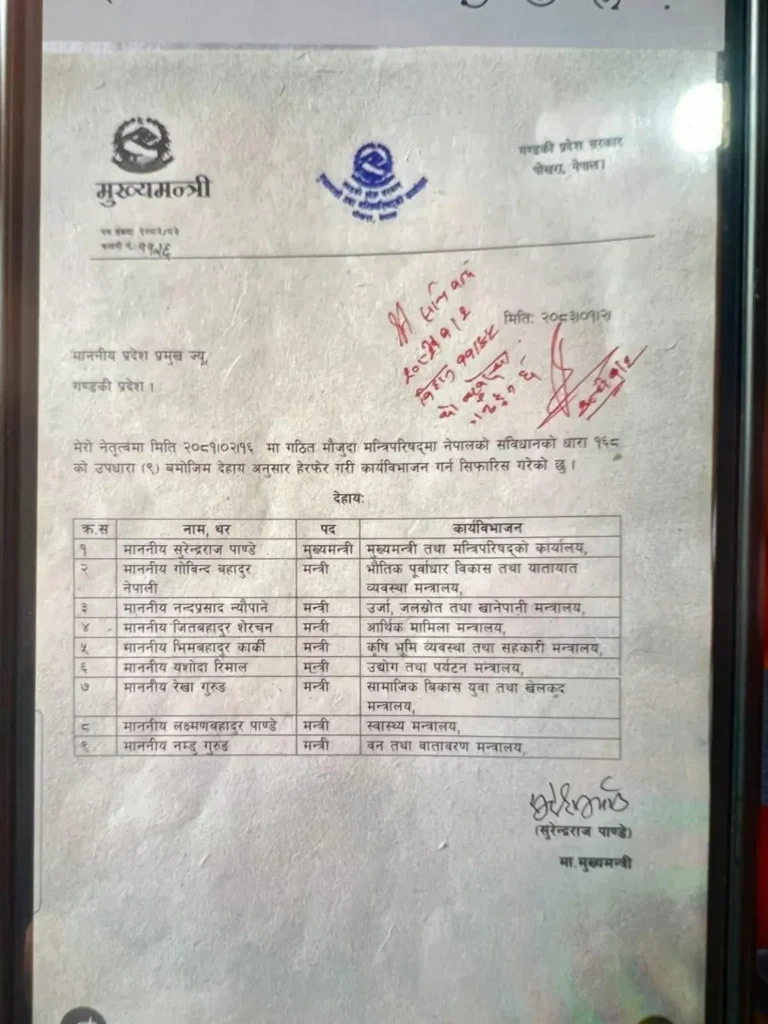 मुख्यमन्त्री
गण्डकी प्रदेश सरकार
पोखरा, नेपाल।
पत्र संख्या
चलानी नं.
पोखरा, नेपाल
मिति: २०८३।०१।२।
माननीय प्रदेश प्रमुख ज्यू,
गण्डकी प्रदेश ।
मेरो नेतृत्वमा मिति २०८१।०२।१६ मा गठित मौजुदा मन्त्रिपरिषद्मा नेपालको संविधानको धारा १६८
को उपधारा (९) बमोजिम देहाय अनुसार हेरफेर गरी कार्यविभाजन गर्न सिफारिस गरेको छु ।
देहायः
क्र.स नाम, थर पद कार्यविभाजन
१ माननीय सुरेन्द्रराज पाण्डे मुख्यमन्त्री मुख्यमन्त्री तथा मन्त्रिपरिषद्को कार्यालय,
२ माननीय गोबिन्द बहादुर मन्त्री भौतिक पूर्वाधार विकास तथा यातायात
नेपाली व्यवस्था मन्त्रालय,
३ माननीय नन्दप्रसाद न्यौपाने मन्त्री उर्जा, जलस्रोत तथा खानेपानी मन्त्रालय,
४ माननीय जितबहादुर शेरचन मन्त्री आर्थिक मामिला मन्त्रालय,
५ माननीय भिमबहादुर कार्की मन्त्री कृषि भूमि व्यवस्था तथा सहकारी मन्त्रालय,
६ माननीय यशोदा रिमाल मन्त्री उद्योग तथा पर्यटन मन्त्रालय,
७ माननीय रेखा गुरुङ मन्त्री सामाजिक बिकास युवा तथा खेलकुद
मन्त्रालय,
८ माननीय लक्ष्मणबहादुर पाण्डे मन्त्री स्वास्थ्य मन्त्रालय,
९ माननीय नम्डु गुरुङ मन्त्री वन तथा वातावरण मन्त्रालय,
(सुरेन्द्रराज पाण्डे)
मा.मुख्यमन्त्री